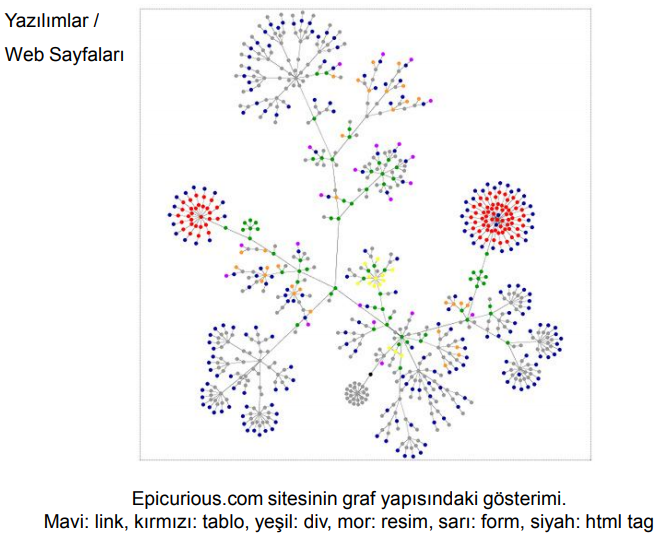 Yazılımlar /
Web Sayfaları
Epicurious.com sitesinin graf yapısındaki gösterimi.
Mavi: link, kırmızı: tablo, yeşil: div, mor: resim, sarı: form, siyah: html tag